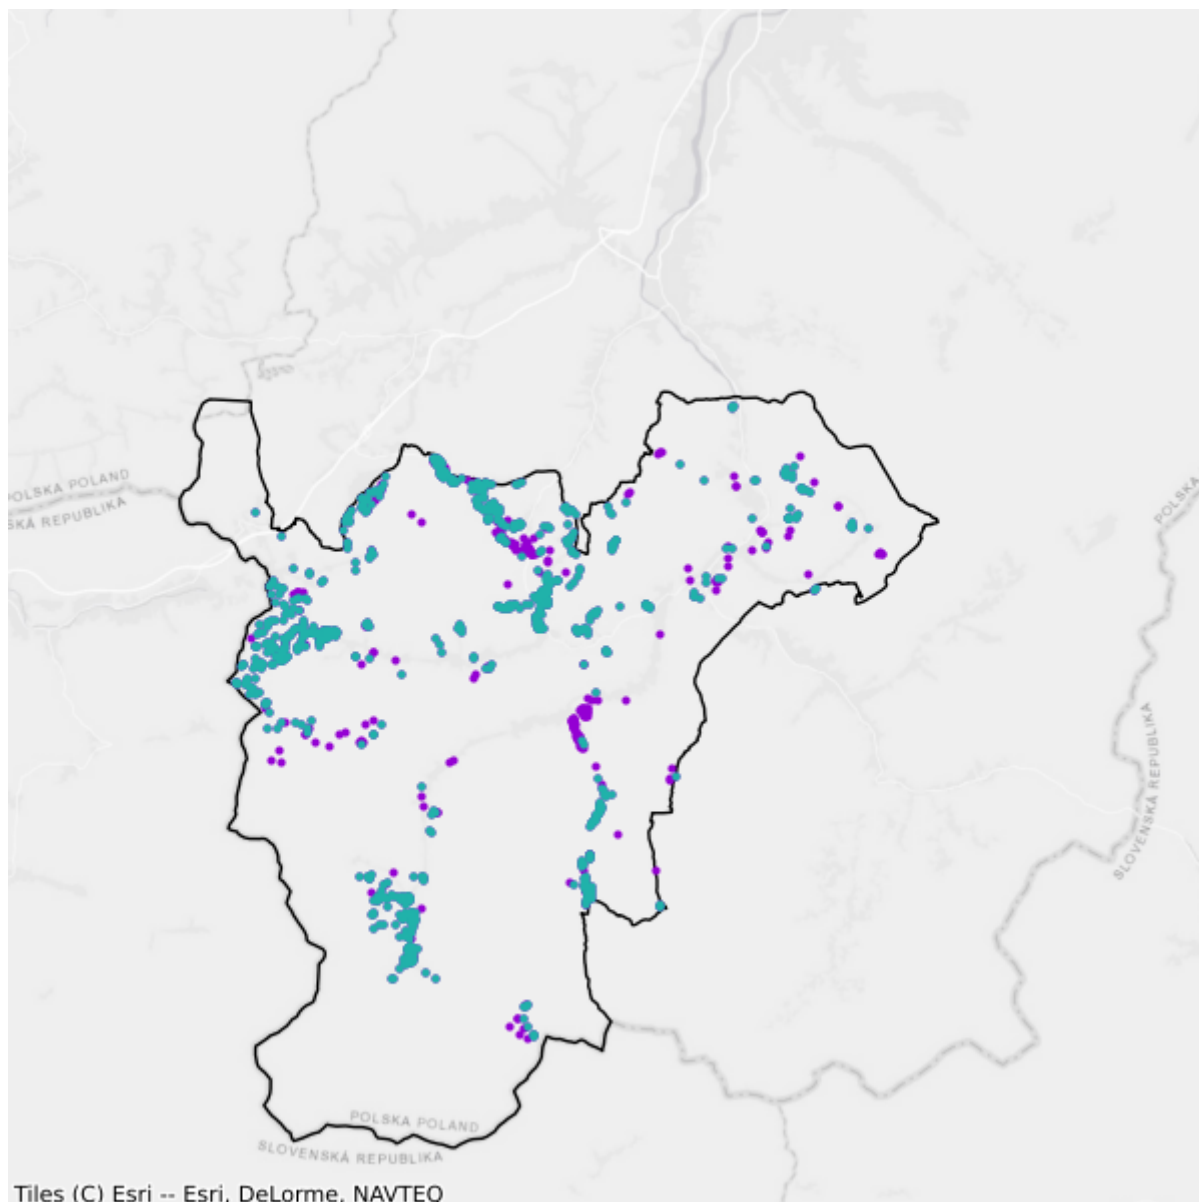 POLSKA POLAND
SKÁ REPUBLIKA
POLSKA
SLOVENSKÁ REPUBLIKA
POLSKA POLAND
SLOVENSKÁ REPUBLIKA
Tiles (C) Esri -- Esri, DeLorme, NAVTEQ